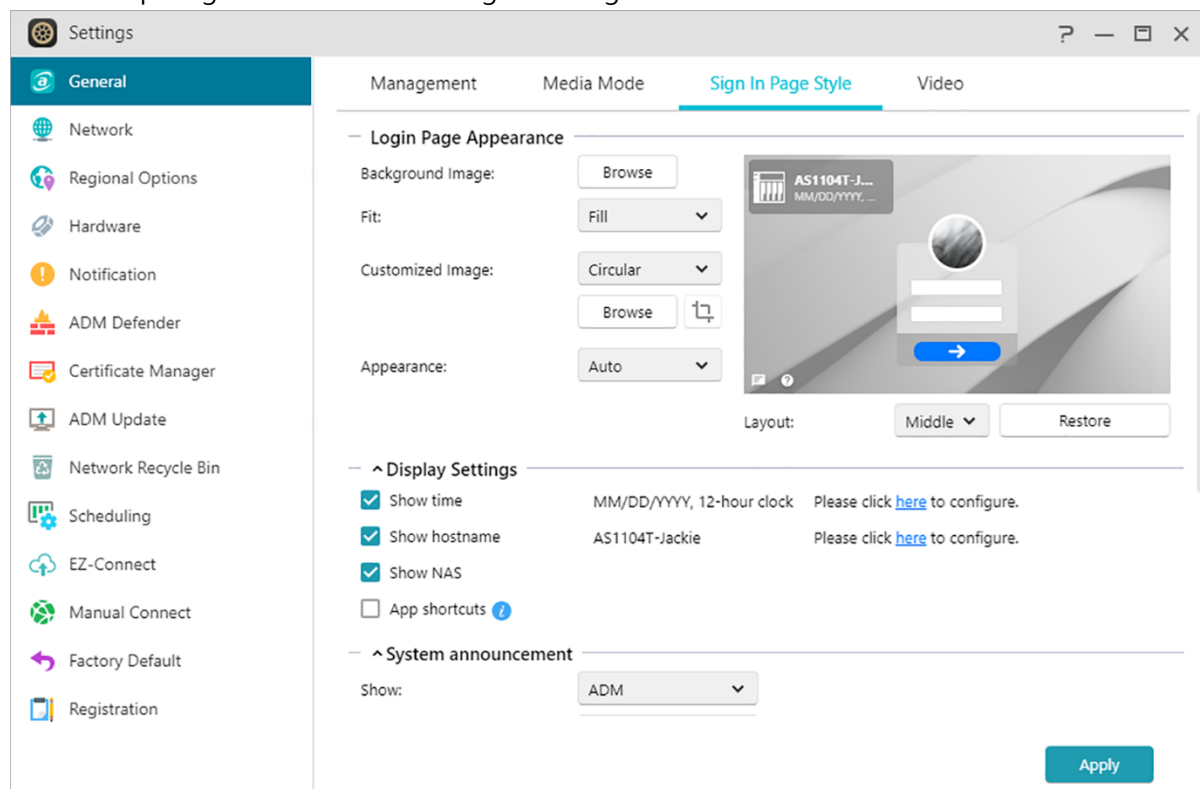 Settings
General
Network
Regional Options
Hardware
Notification
ADM Defender
Certificate Manager
ADM Update
Network Recycle Bin
Scheduling
EZ-Connect
Manual Connect
Factory Default
Registration
Management Media Mode Sign In Page Style Video
Login Page Appearance
Background Image: Browse
Fit: Fill
Customized Image: Circular
Browse
Appearance: Auto
AS1104T-J...
MM/DD/YYYY, ...
Layout: Middle Restore
Display Settings
Show time MM/DD/YYYY, 12-hour clock Please click here to configure.
Show hostname AS1104T-Jackie Please click here to configure.
Show NAS
App shortcuts
System announcement
Show: ADM
Apply